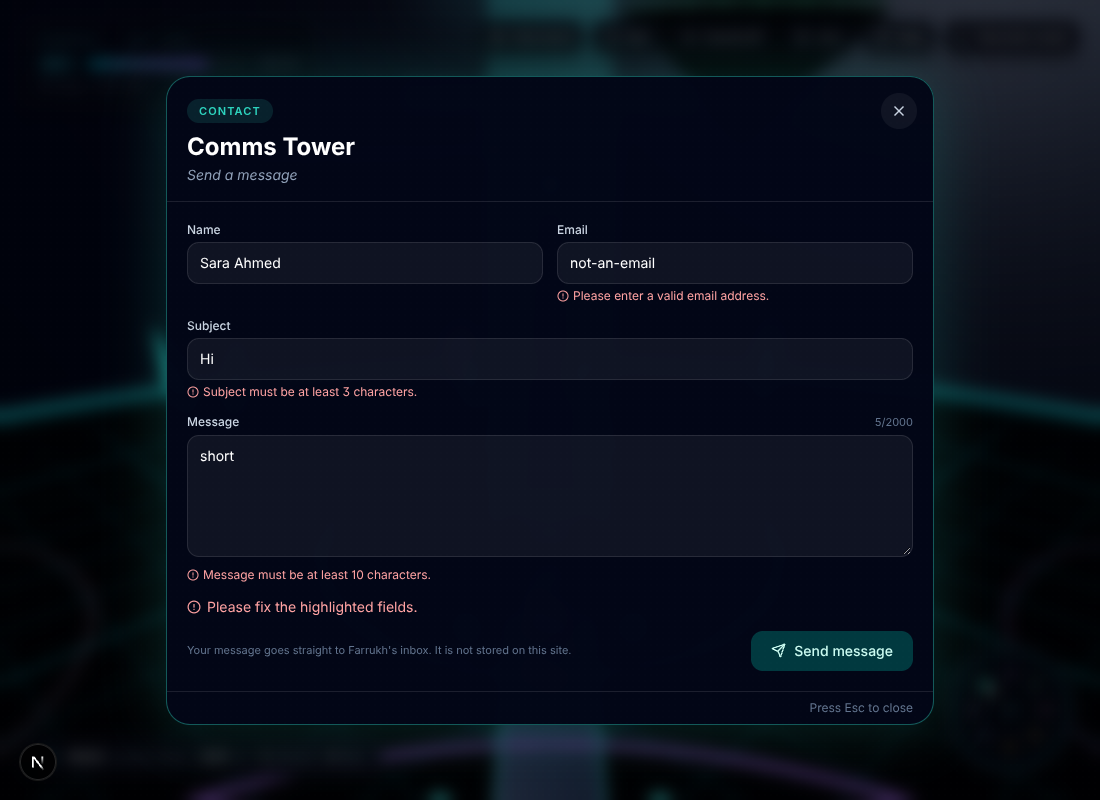 CONTACT
Comms Tower
Send a message
Name
Email
Sara Ahmed
not-an-email
Please enter a valid email address.
Subject
Hi
Subject must be at least 3 characters.
Message
5/2000
short
Message must be at least 10 characters.
Please fix the highlighted fields.
Your message goes straight to Farrukh's inbox. It is not stored on this site.
Send message
Press Esc to close
N